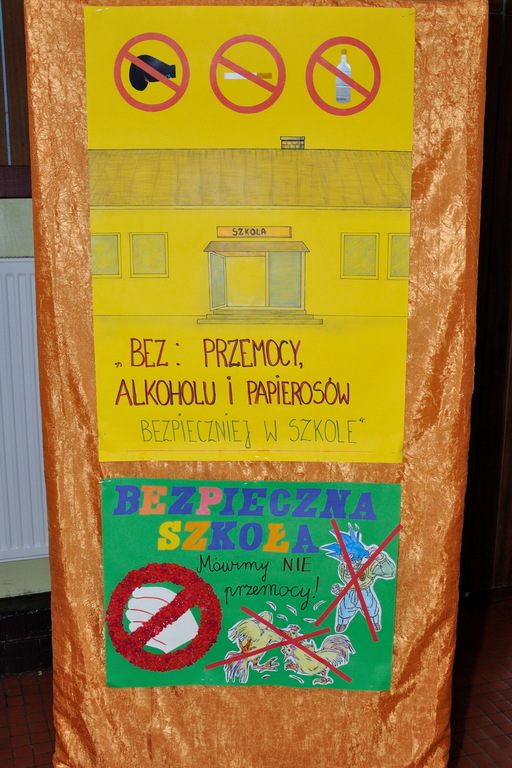 SZKOŁA
„BEZ: PRZEMOCY,
ALKOHOLU i PAPIEROSÓW
BEZPIECZNIEJ W SZKOLE"
BEZPIECZNA
SZKOŁA
Mówimy NIE
przemocy!